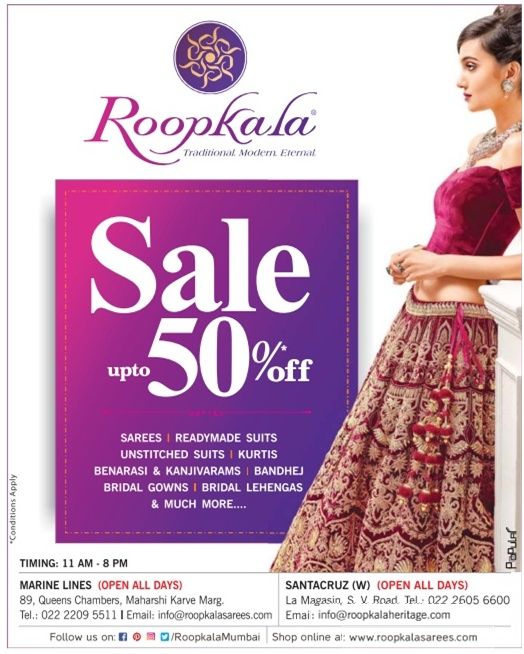 Roopkala®
Traditional. Modern. Eternal.
Sale
upto 50%* off
SAREES | READYMADE SUITS
UNSTITCHED SUITS | KURTIS
BENARASI & KANJIVARAMS | BANDHEJ
BRIDAL GOWNS | BRIDAL LEHENGAS
& MUCH MORE....
*Conditions Apply
PaPuLar
TIMING: 11 AM - 8 PM
MARINE LINES (OPEN ALL DAYS)
89, Queens Chambers, Maharshi Karve Marg.
Tel.: 022 2209 5511 | Email: info@roopkalasarees.com
SANTACRUZ (W) (OPEN ALL DAYS)
La Magasin, S. V. Road. Tel.: 022 2605 6600
Email: info@roopkalaheritage.com
Follow us on: /RoopkalaMumbai | Shop online at: www.roopkalasarees.com